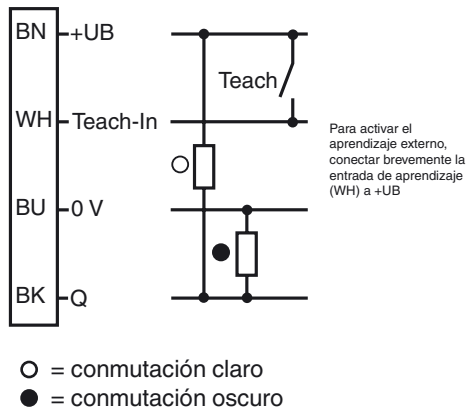 BN +UB
Teach
WH Teach-In
Para activar el
aprendizaje externo,
conectar brevemente la
entrada de aprendizaje
(WH) a +UB
BU 0 V
BK Q
= conmutación claro
= conmutación oscuro